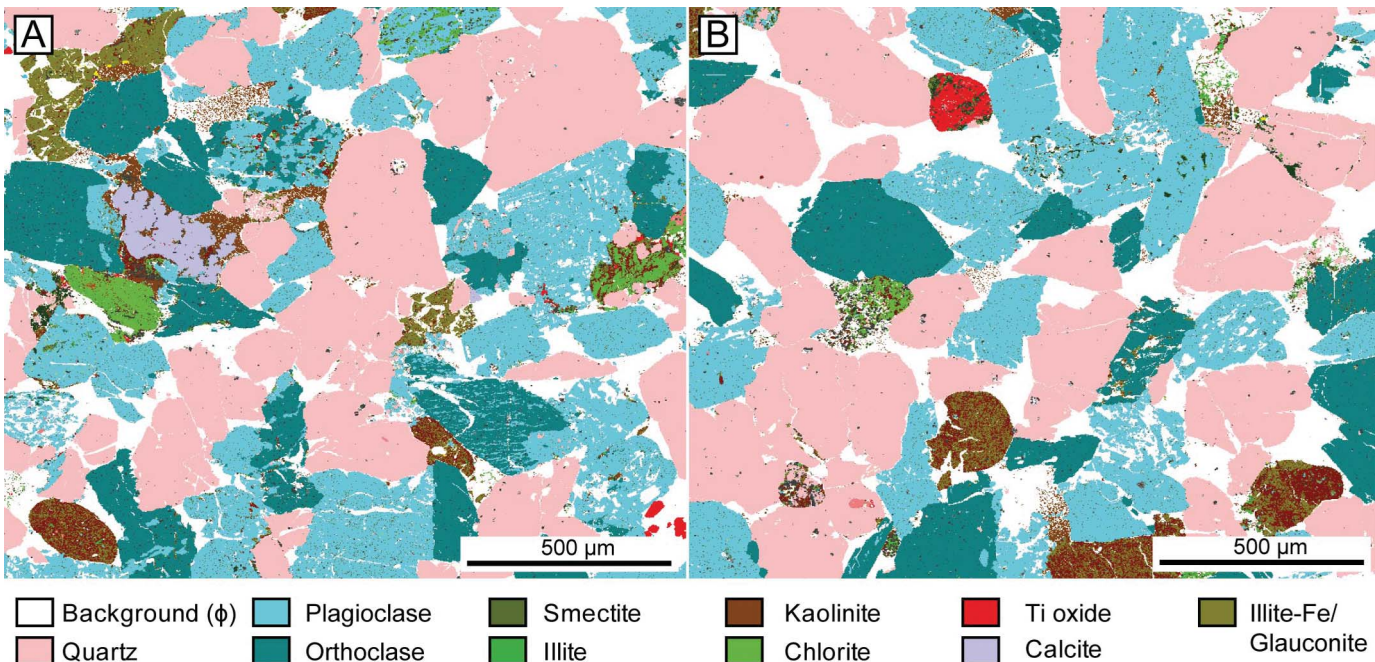 A
B
500 µm
500 µm
Background (ϕ)
Plagioclase
Smectite
Kaolinite
Ti oxide
Illite-Fe/
Glauconite
Quartz
Orthoclase
Illite
Chlorite
Calcite